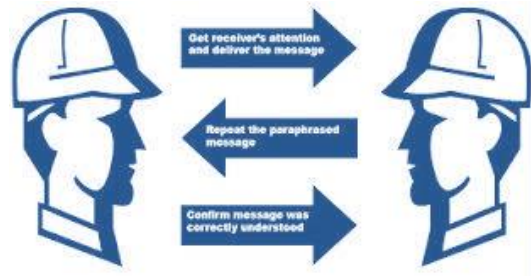 Get receiver's attention
and deliver the message
Repeat the paraphrased
message
Confirm message was
correctly understood